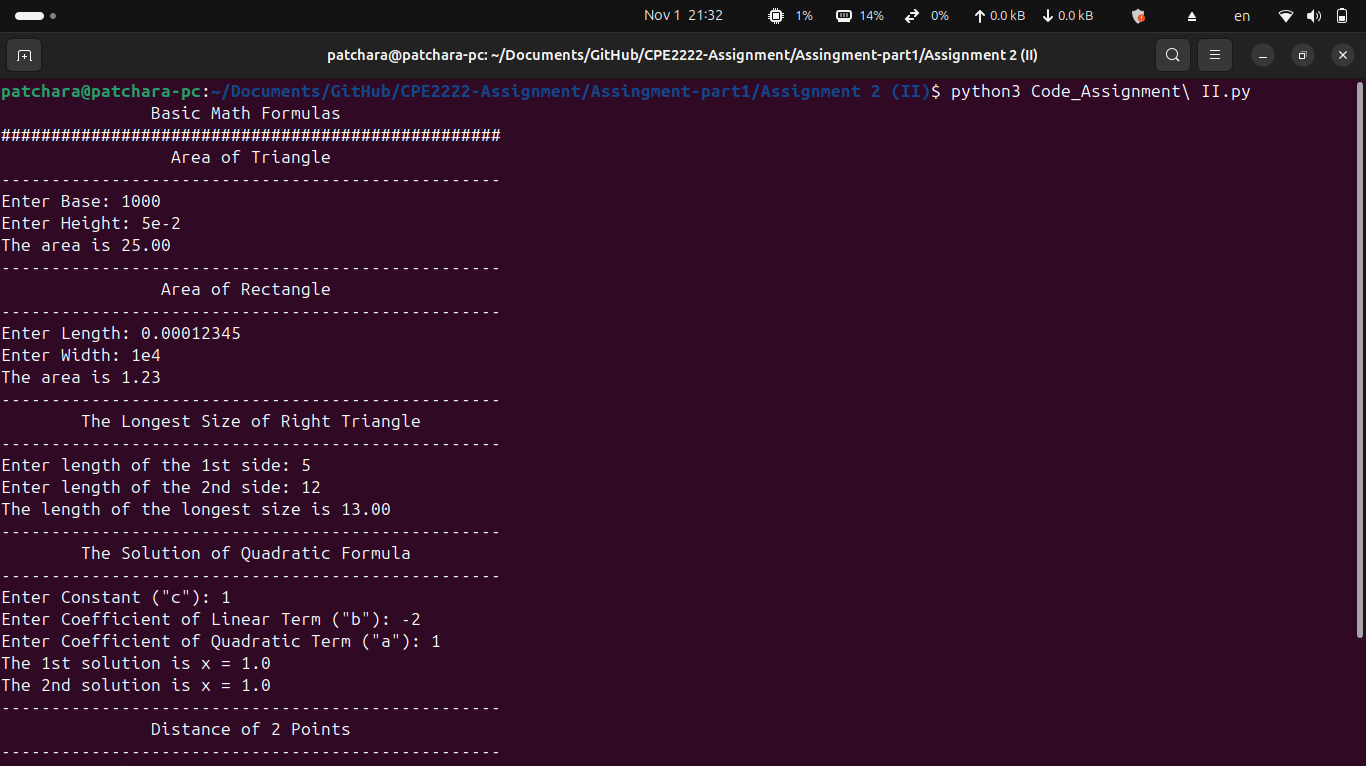 Nov 1 21:32 1% 14% 0% 0.0 kB 0.0 kB en
patchara@patchara-pc: ~/Documents/GitHub/CPE2222-Assignment/Assingment-part1/Assignment 2 (II)
patchara@patchara-pc:~/Documents/GitHub/CPE2222-Assignment/Assingment-part1/Assignment 2 (II)$ python3 Code_Assignment\ II.py
Basic Math Formulas
##################################################
Area of Triangle
--------------------------------------------------
Enter Base: 1000
Enter Height: 5e-2
The area is 25.00
--------------------------------------------------
Area of Rectangle
--------------------------------------------------
Enter Length: 0.00012345
Enter Width: 1e4
The area is 1.23
--------------------------------------------------
The Longest Size of Right Triangle
--------------------------------------------------
Enter length of the 1st side: 5
Enter length of the 2nd side: 12
The length of the longest size is 13.00
--------------------------------------------------
The Solution of Quadratic Formula
--------------------------------------------------
Enter Constant ("c"): 1
Enter Coefficient of Linear Term ("b"): -2
Enter Coefficient of Quadratic Term ("a"): 1
The 1st solution is x = 1.0
The 2nd solution is x = 1.0
--------------------------------------------------
Distance of 2 Points
--------------------------------------------------